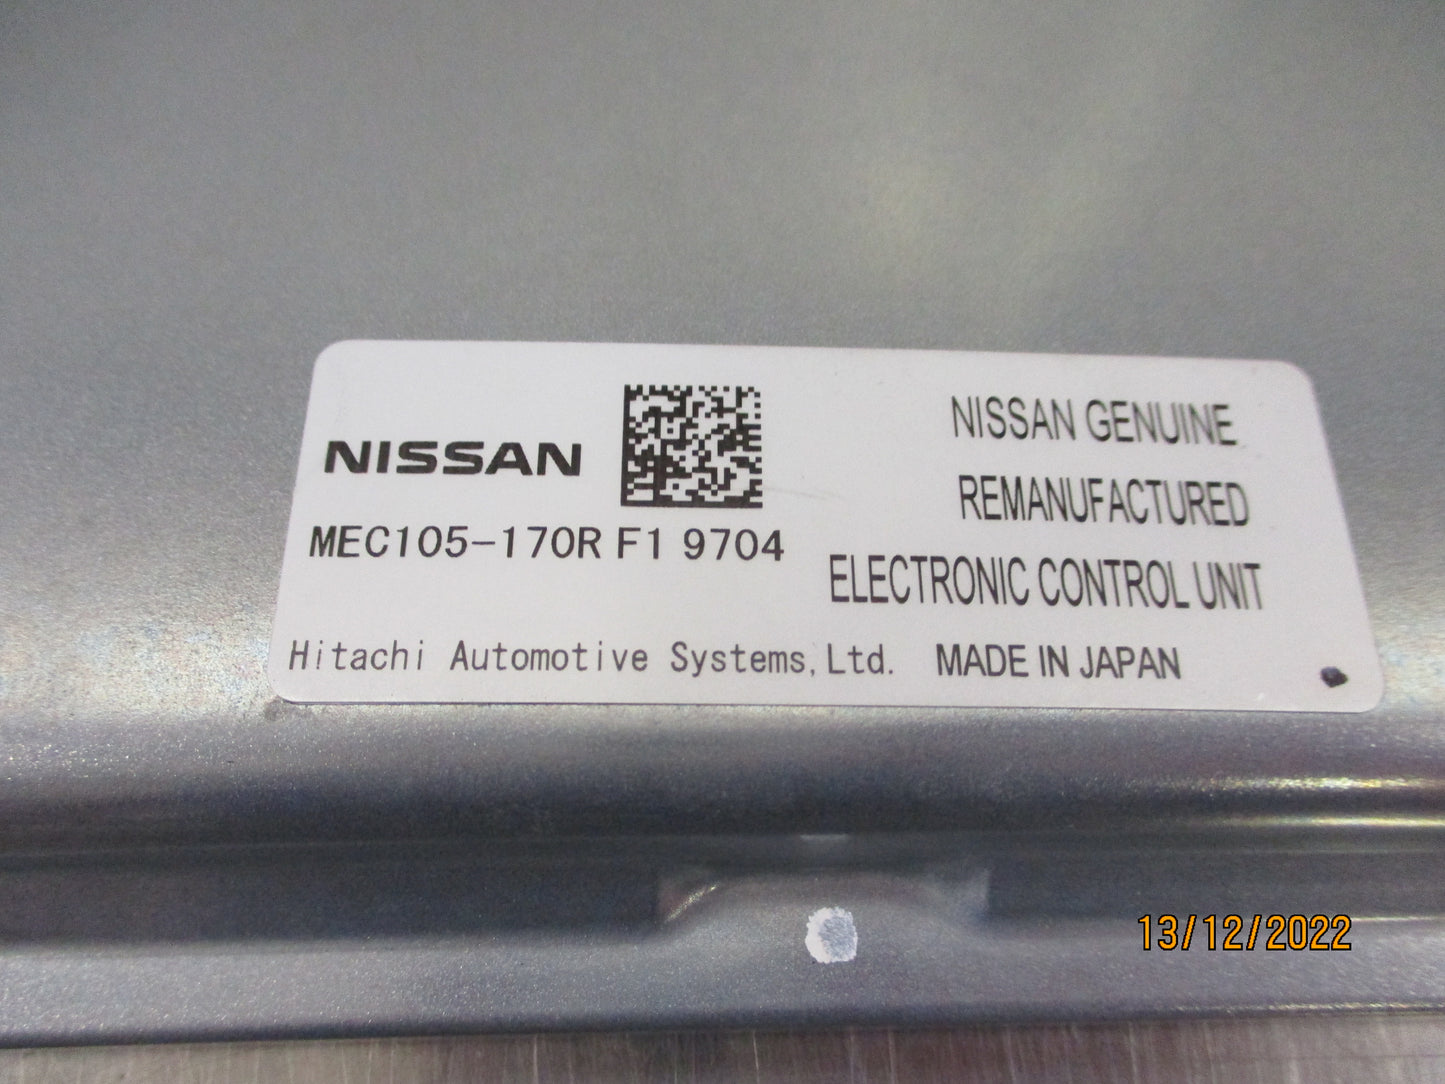 NISSAN
MEC105-170R F1 9704
NISSAN GENUINE
REMANUFACTURED
ELECTRONIC CONTROL UNIT
Hitachi Automotive Systems, Ltd. MADE IN JAPAN
13/12/2022